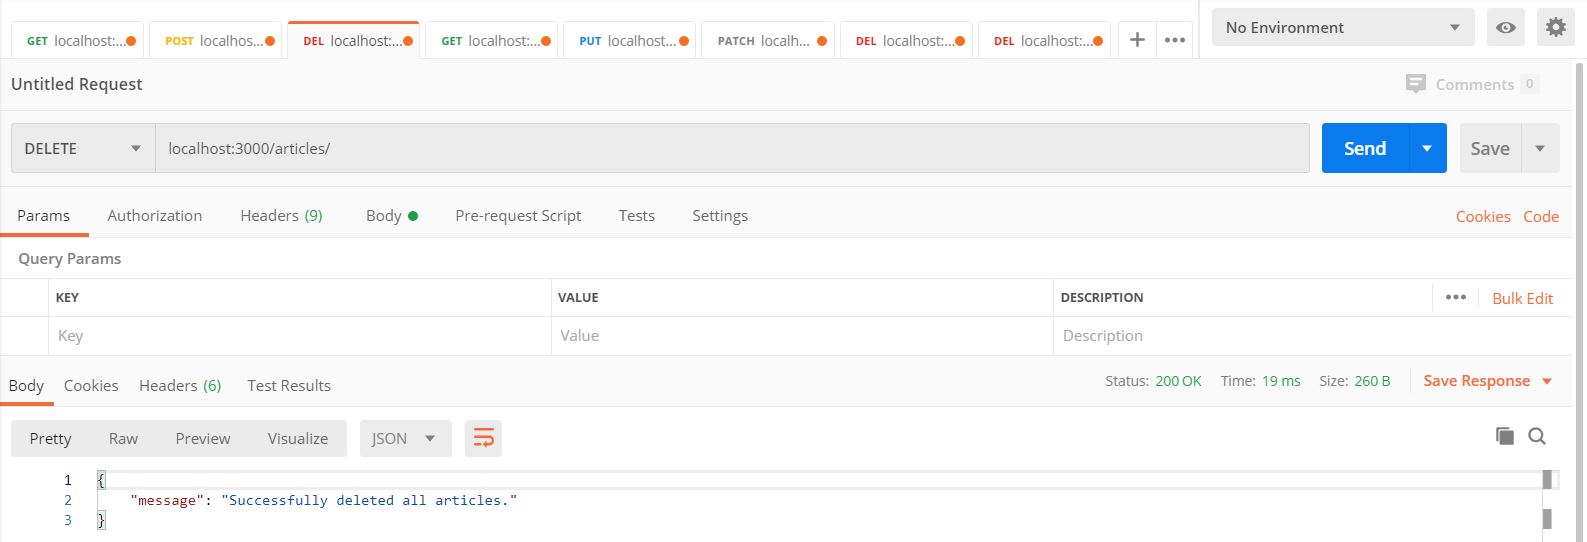 GET localhost:... POST localhos... DEL localhost:... GET localhost:... PUT localhost... PATCH localh... DEL localhost:... DEL localhost:... + ••• No Environment
Untitled Request Comments 0
DELETE localhost:3000/articles/ Send Save
Params Authorization Headers (9) Body Pre-request Script Tests Settings Cookies Code
Query Params
KEY VALUE DESCRIPTION ••• Bulk Edit
Key Value Description
Body Cookies Headers (6) Test Results Status: 200 OK Time: 19 ms Size: 260 B Save Response
Pretty Raw Preview Visualize JSON
1 {
2 "message": "Successfully deleted all articles."
3 }